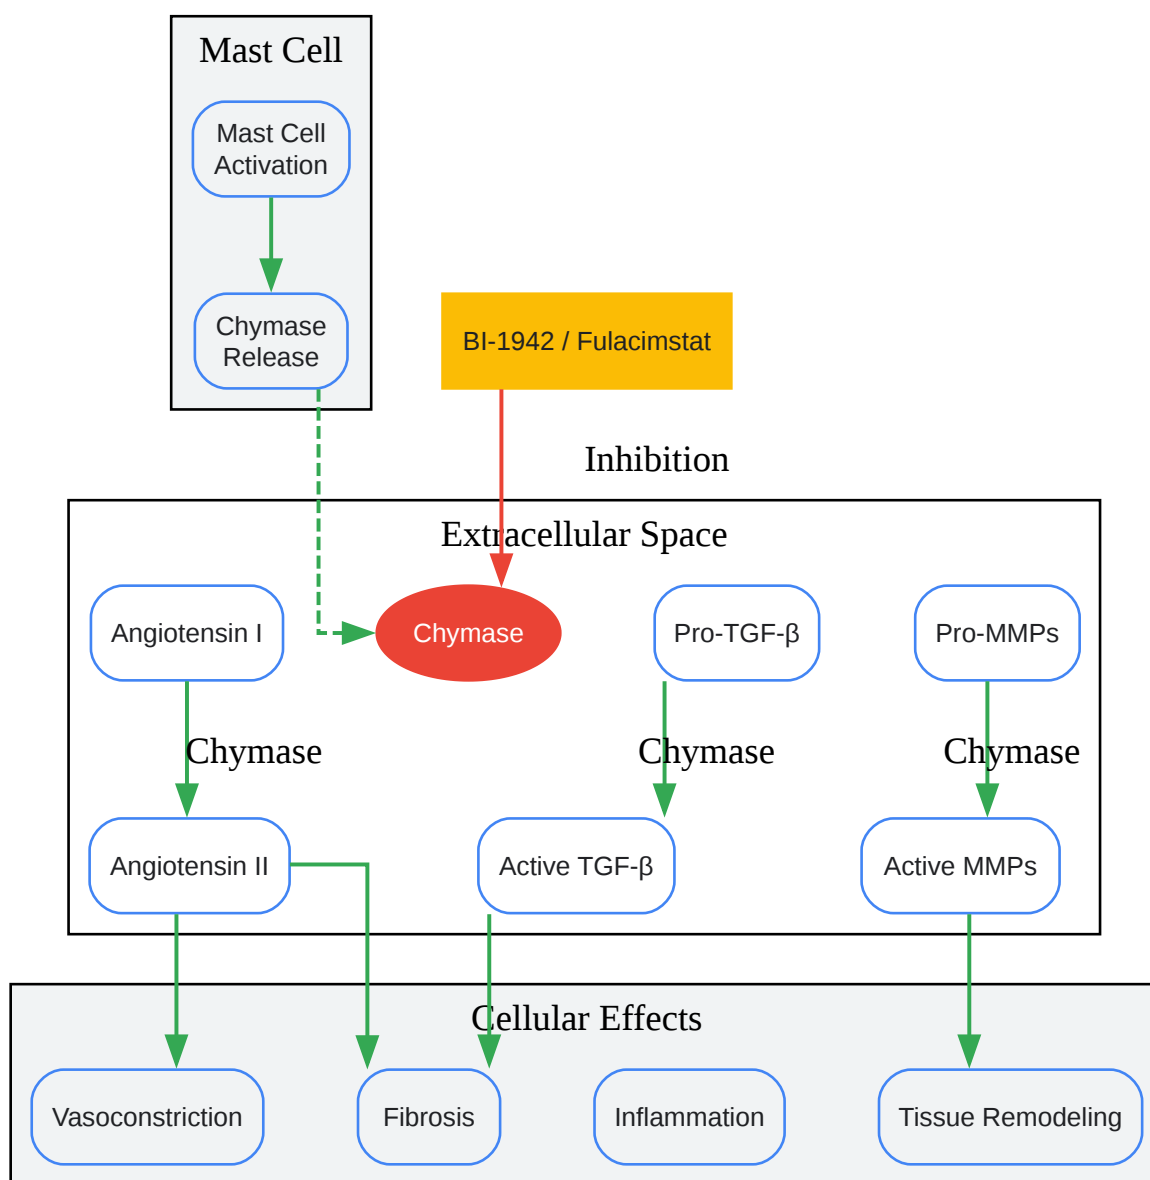 Mast Cell
Mast Cell
Activation
Chymase
Release
BI-1942 / Fulacimstat
Inhibition
Extracellular Space
Angiotensin I
Chymase
Pro-TGF-β
Pro-MMPs
Chymase
Chymase
Chymase
Angiotensin II
Active TGF-β
Active MMPs
Cellular Effects
Vasoconstriction
Fibrosis
Inflammation
Tissue Remodeling